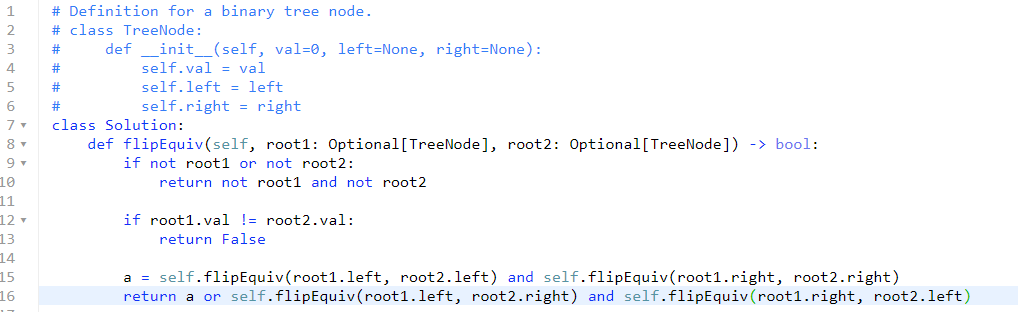 1 # Definition for a binary tree node.
2 # class TreeNode:
3 #     def __init__(self, val=0, left=None, right=None):
4 #         self.val = val
5 #         self.left = left
6 #         self.right = right
7 class Solution:
8     def flipEquiv(self, root1: Optional[TreeNode], root2: Optional[TreeNode]) -> bool:
9         if not root1 or not root2:
10             return not root1 and not root2
11
12         if root1.val != root2.val:
13             return False
14
15         a = self.flipEquiv(root1.left, root2.left) and self.flipEquiv(root1.right, root2.right)
16         return a or self.flipEquiv(root1.left, root2.right) and self.flipEquiv(root1.right, root2.left)